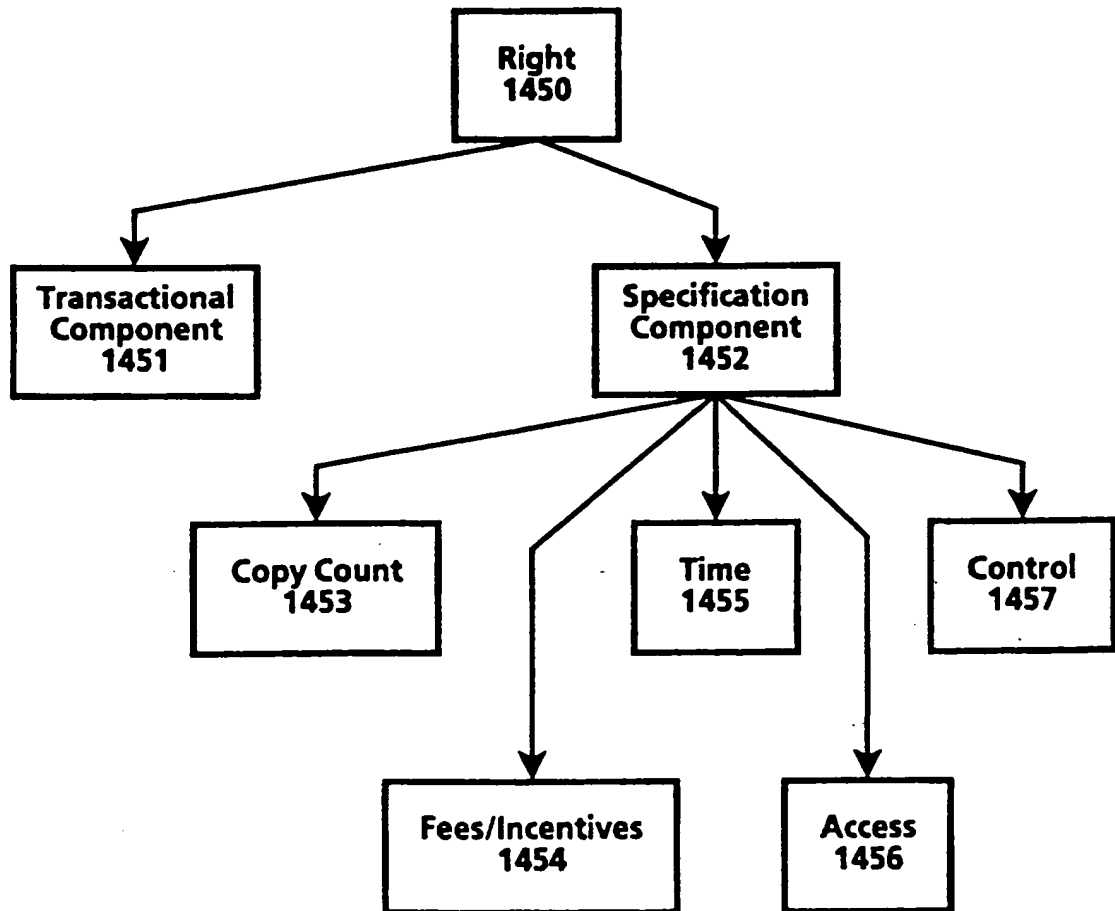 Right
1450
Transactional
Component
1451
Specification
Component
1452
Copy Count
1453
Time
1455
Control
1457
Fees/Incentives
1454
Access
1456